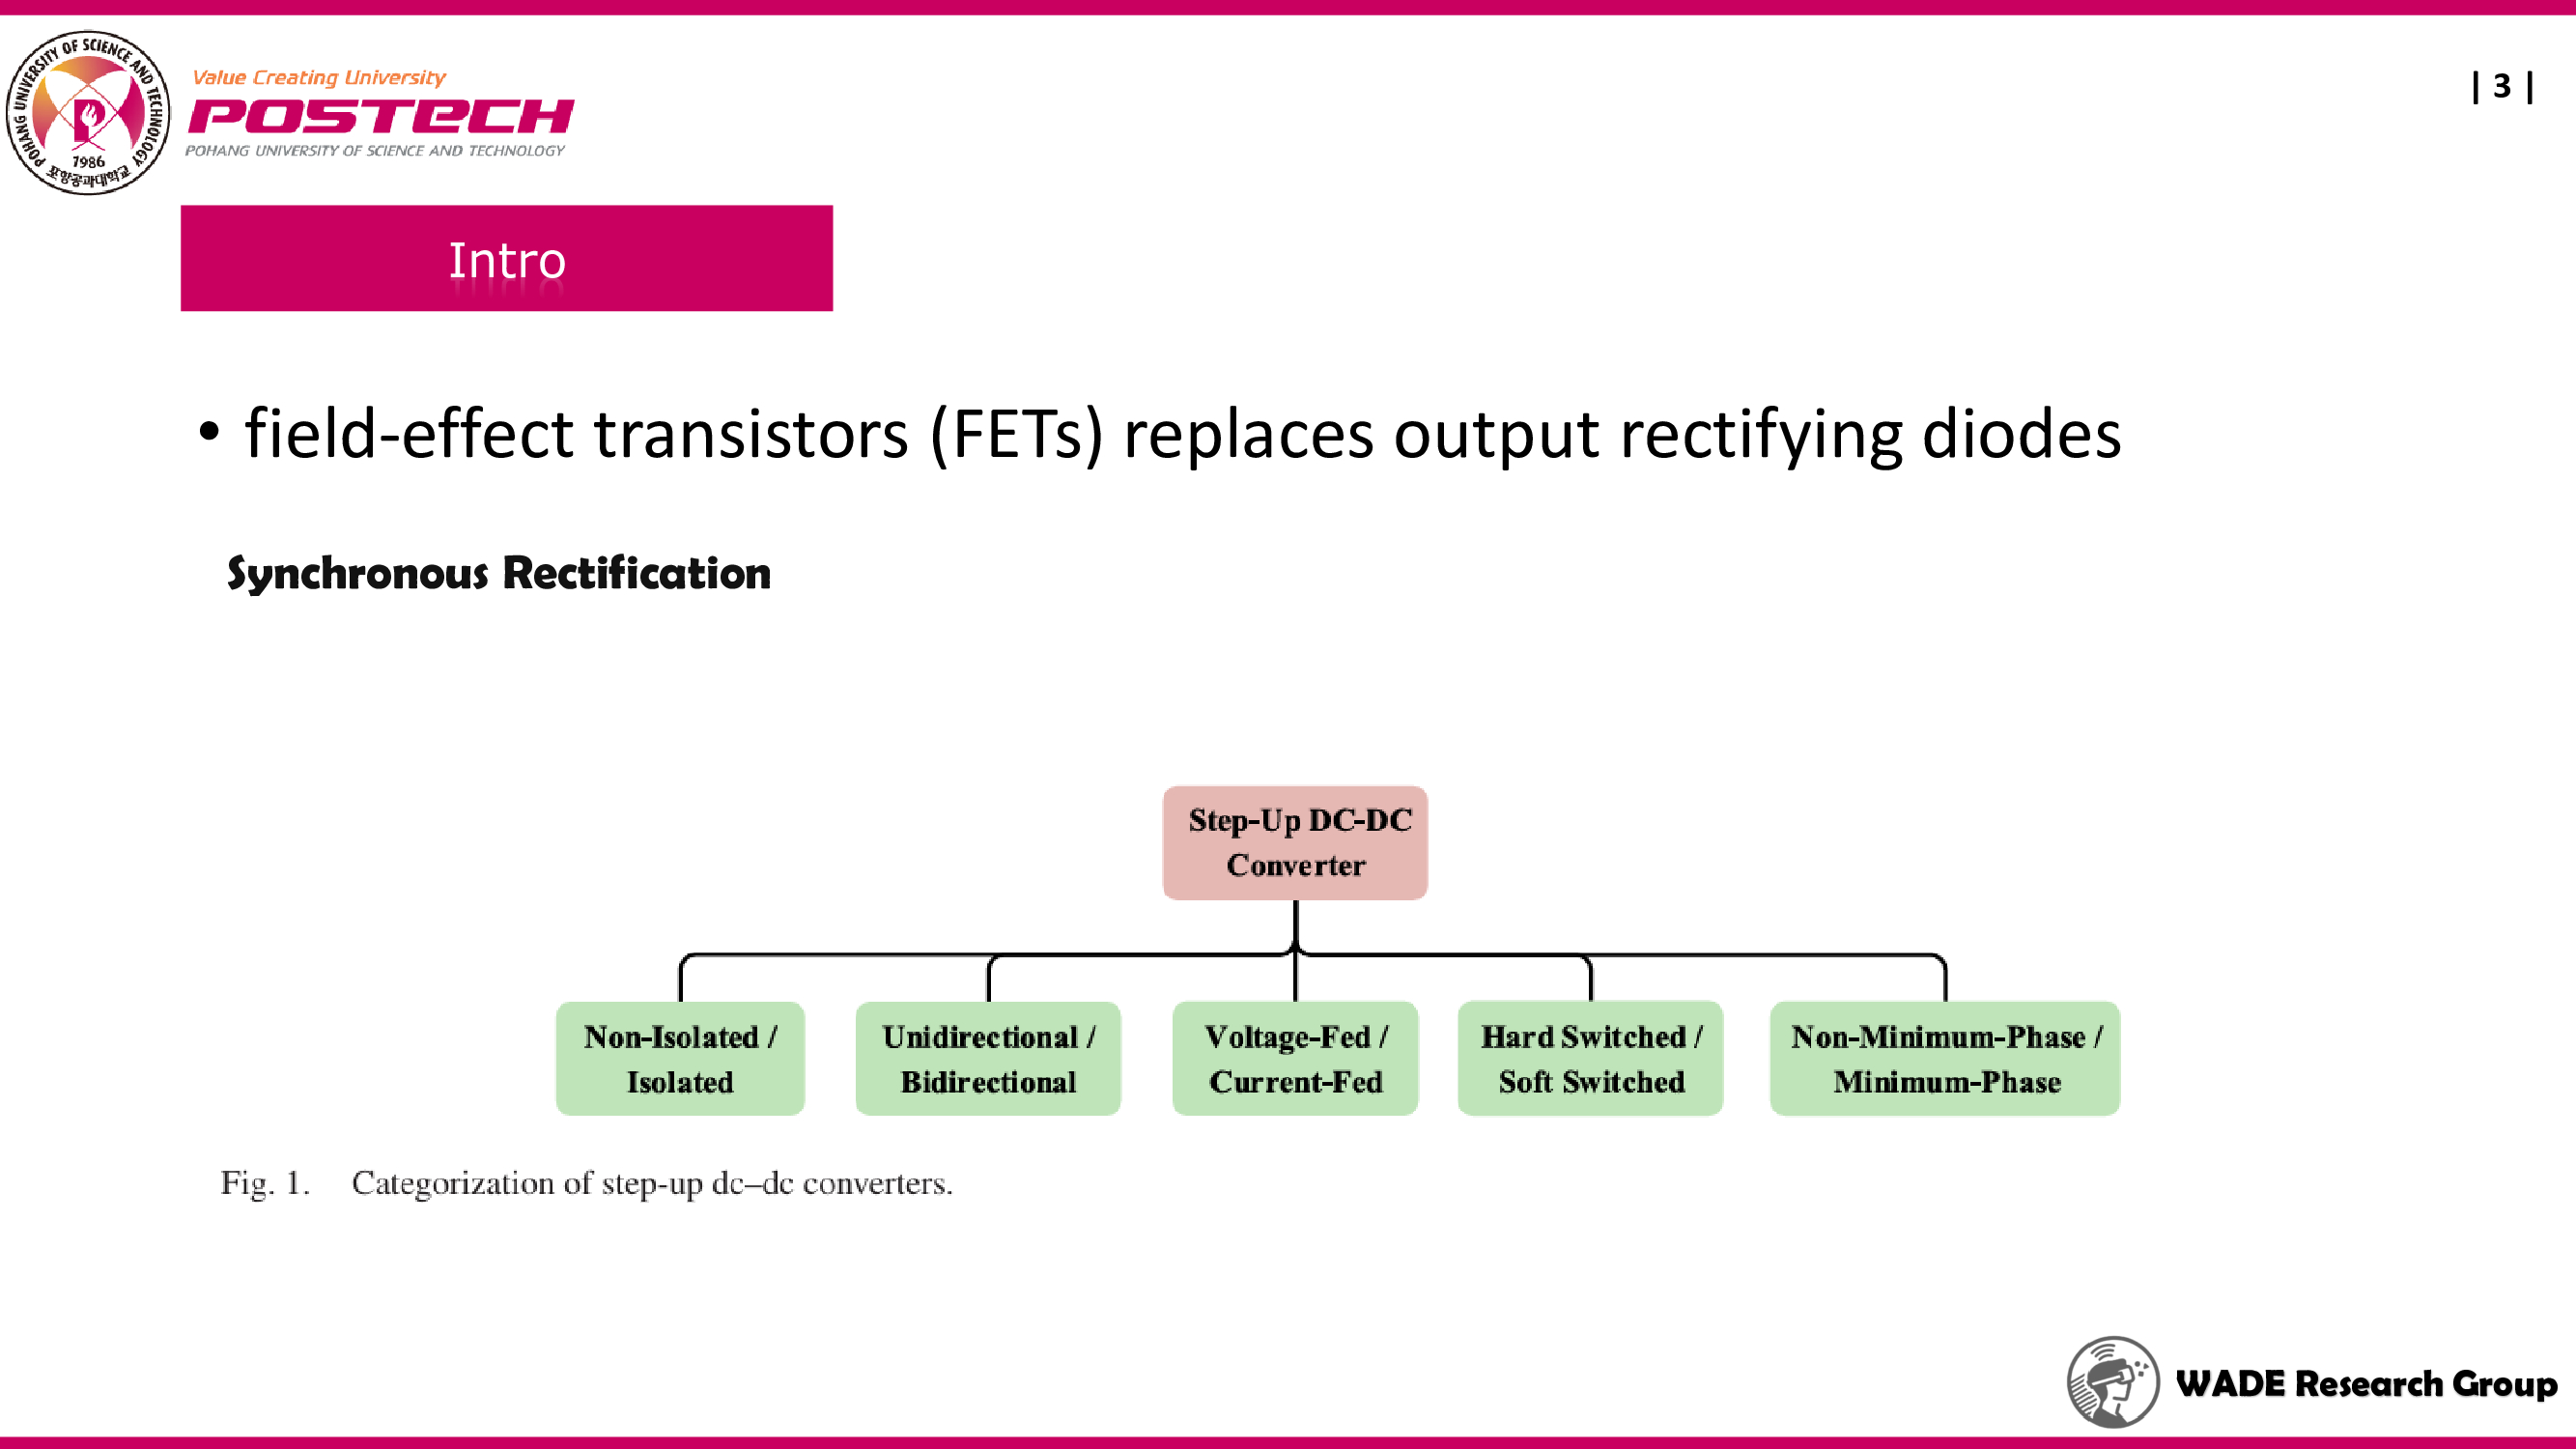 POHANG UNIVERSITY OF SCIENCE AND TECHNOLOGY
1986
포항공과대학교
Value Creating University
POSTECH
POHANG UNIVERSITY OF SCIENCE AND TECHNOLOGY
| 3 |
Intro
• field-effect transistors (FETs) replaces output rectifying diodes
Synchronous Rectification
Step-Up DC-DC
Converter
Non-Isolated /
Isolated
Unidirectional /
Bidirectional
Voltage-Fed /
Current-Fed
Hard Switched /
Soft Switched
Non-Minimum-Phase /
Minimum-Phase
Fig. 1. Categorization of step-up dc–dc converters.
WADE Research Group